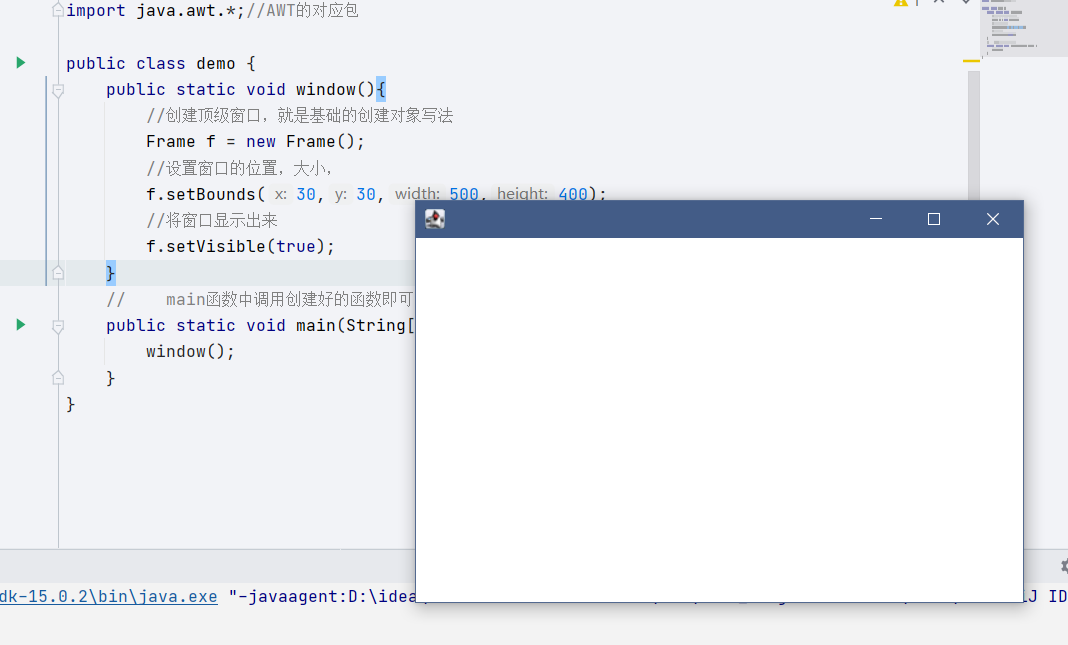 import java.awt.*;//AWT的对应包
public class demo {
public static void window(){
//创建顶级窗口，就是基础的创建对象写法
Frame f = new Frame();
//设置窗口的位置，大小，
f.setBounds( x: 30, y: 30, width: 500, height: 400);
//将窗口显示出来
f.setVisible(true);
}
// main函数中调用创建好的函数即可
public static void main(String[
window();
}
}
dk-15.0.2\bin\java.exe "-javaagent:D:\idea
J ID